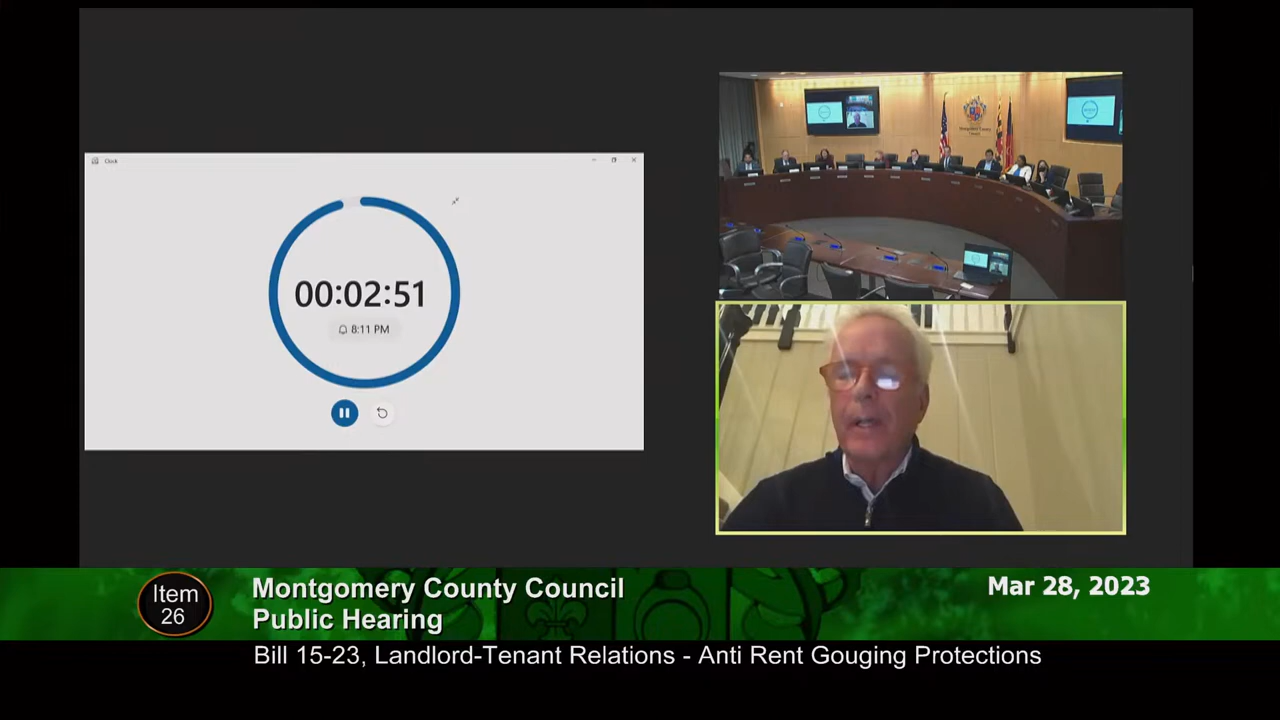 Clock
00:02:51
8:11 PM
Item
26
Montgomery County Council
Public Hearing
Mar 28, 2023
Bill 15-23, Landlord-Tenant Relations - Anti Rent Gouging Protections